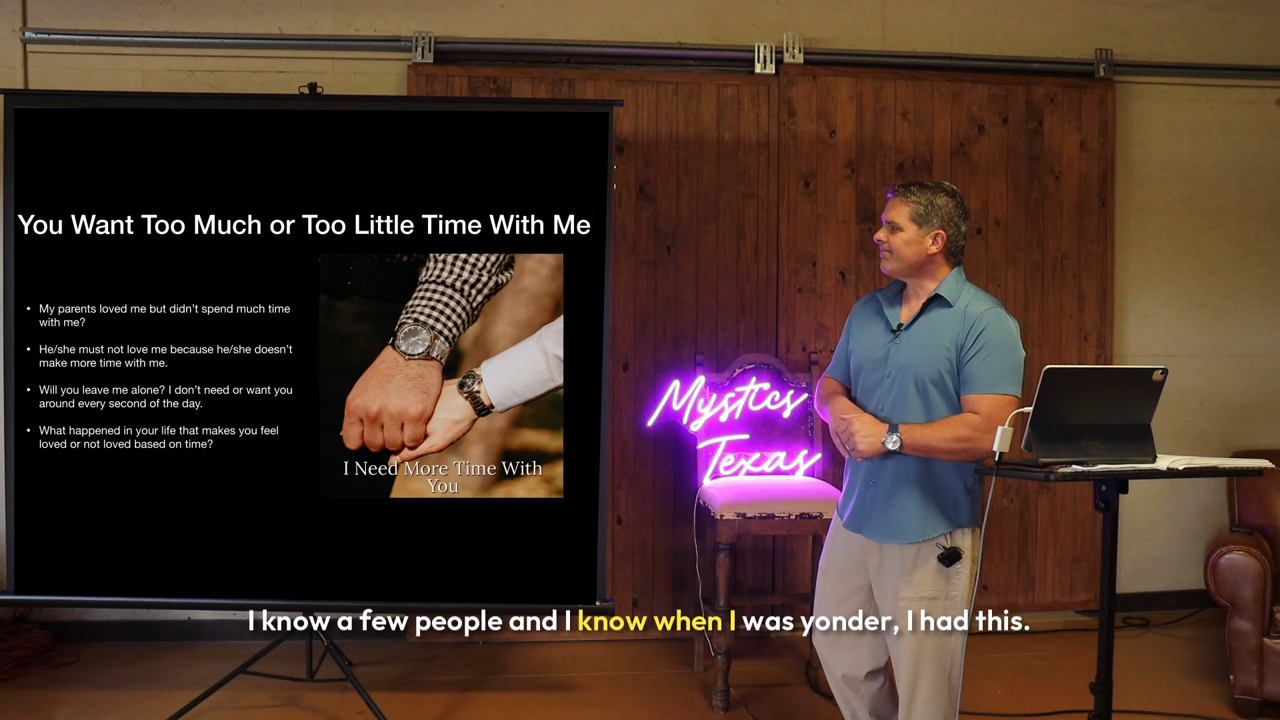 You Want Too Much or Too Little Time With Me
• My parents loved me but didn’t spend much time
with me?
• He/she must not love me because he/she doesn’t
make more time with me.
• Will you leave me alone? I don’t need or want you
around every second of the day.
• What happened in your life that makes you feel
loved or not loved based on time?
I Need More Time With
You
Mystics
Texas
I know a few people and I know when I was yonder, I had this.